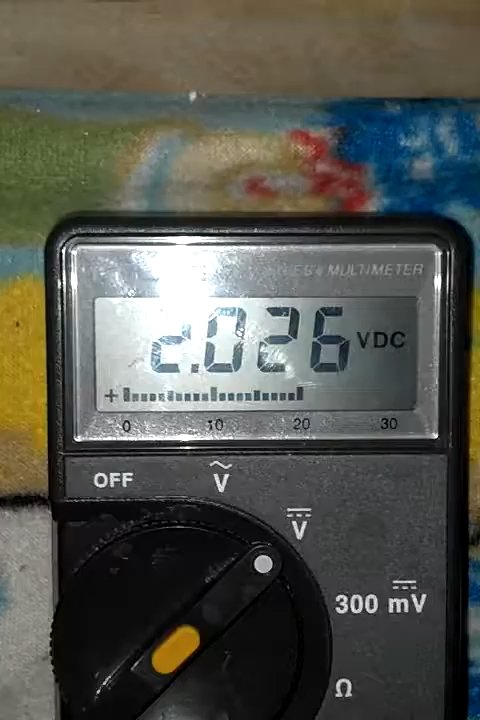 MULTIMETER
2.026 VDC
+
0 10 20 30
OFF
~
V
V
300 mV
Ω